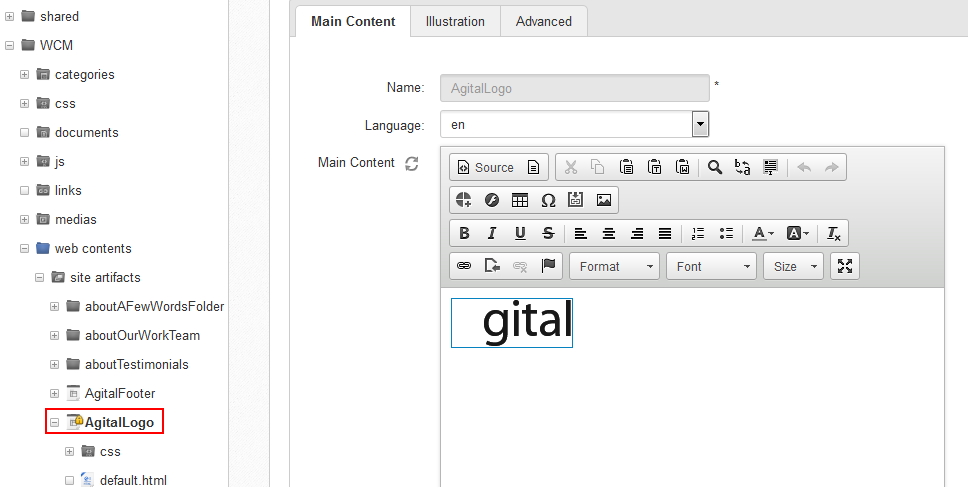 shared
WCM
categories
css
documents
js
links
medias
web contents
site artifacts
aboutAFewWordsFolder
aboutOurWorkTeam
aboutTestimonials
AgitalFooter
AgitalLogo
css
default.html
Main Content Illustration Advanced
Name: AgitalLogo *
Language: en
Main Content
Source
B I U S A A Tx
Format Font Size
gital